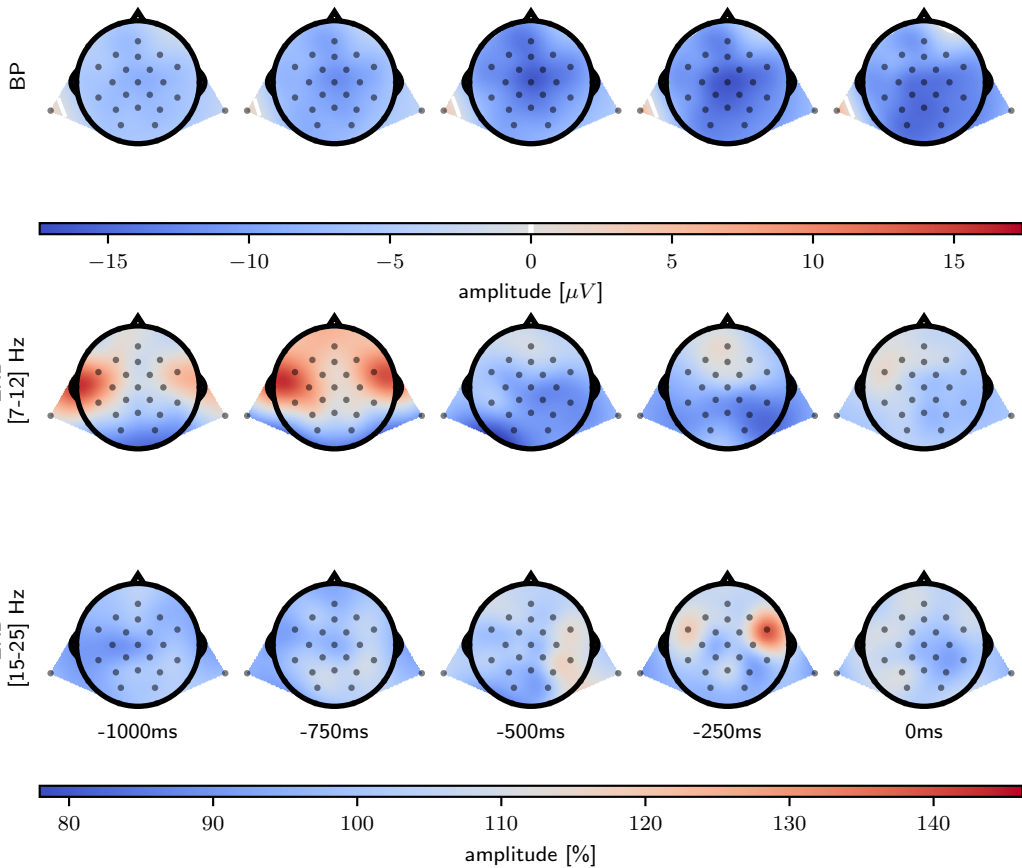 BP
−15 −10 −5 0 5 10 15
amplitude [μV]
[7-12] Hz
[15-25] Hz
-1000ms -750ms -500ms -250ms 0ms
80 90 100 110 120 130 140
amplitude [%]